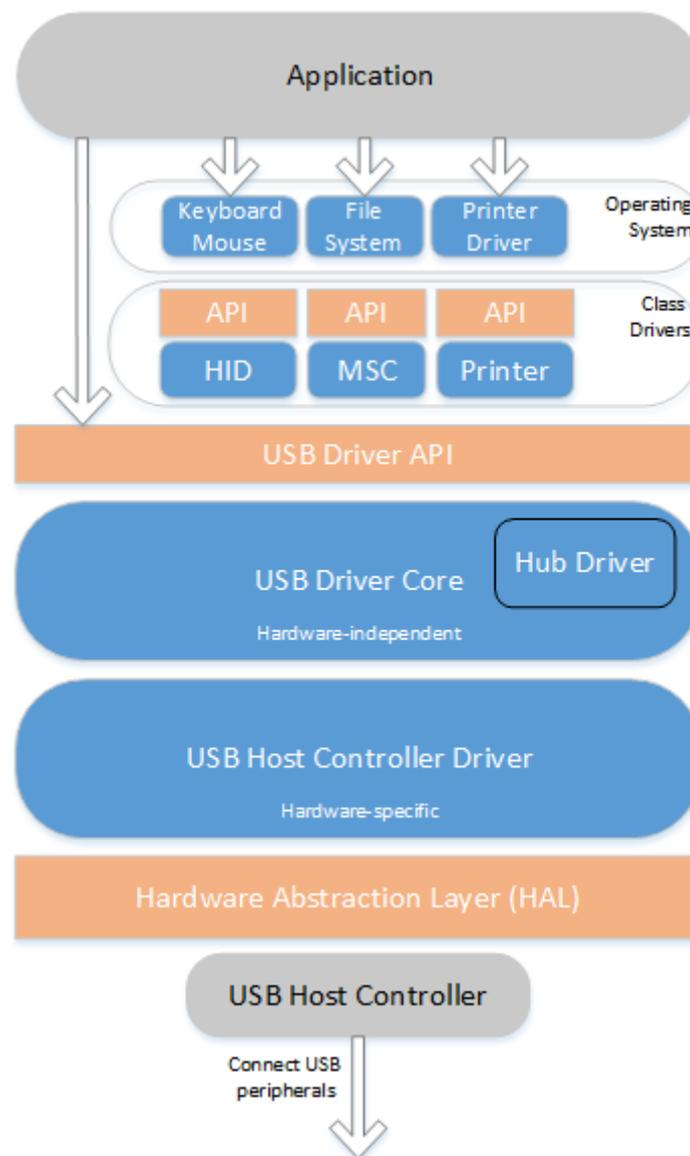 Application
Keyboard
Mouse
File
System
Printer
Driver
Operating
System
API
API
API
Class
Drivers
HID
MSC
Printer
USB Driver API
Hub Driver
USB Driver Core
Hardware-independent
USB Host Controller Driver
Hardware-specific
Hardware Abstraction Layer (HAL)
USB Host Controller
Connect USB
peripherals